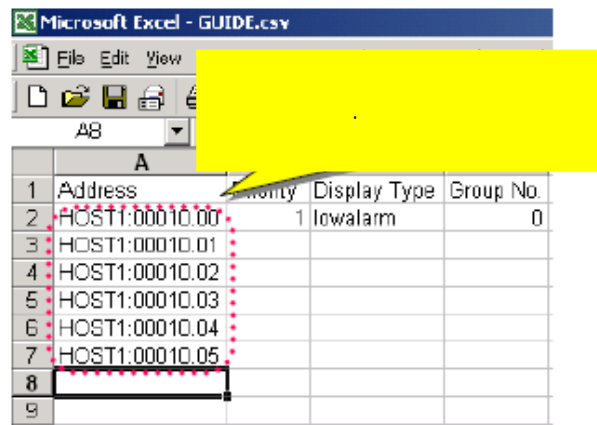 Microsoft Excel - GUIDE.csv
File Edit View
A8
A
1 Address Display Type Group No.
2 HOST1:00010.00 1 lowalarm 0
3 HOST1:00010.01
4 HOST1:00010.02
5 HOST1:00010.03
6 HOST1:00010.04
7 HOST1:00010.05
8
9